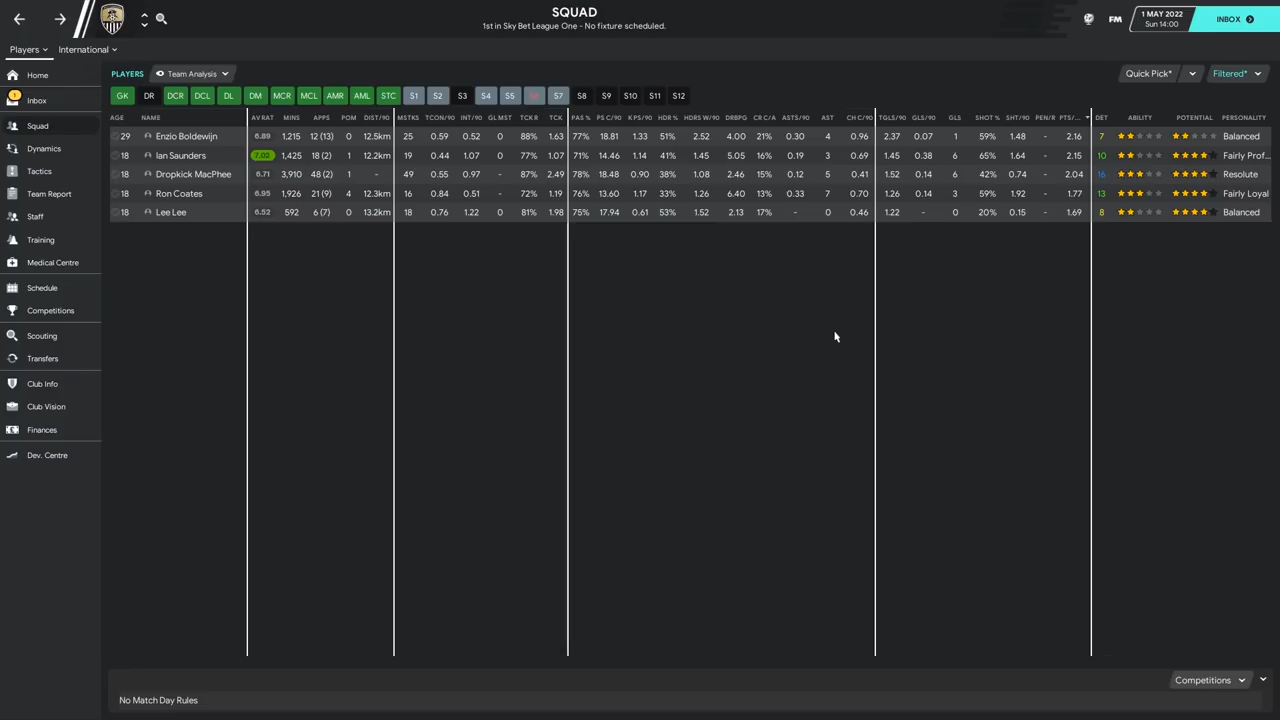 SQUAD
1st in Sky Bet League One - No fixture scheduled.
FM
1 MAY 2022
Sun 14:00
INBOX
Players
International
Home
1
Inbox
Squad
Dynamics
Tactics
Team Report
Staff
Training
Medical Centre
Schedule
Competitions
Scouting
Transfers
Club Info
Club Vision
Finances
Dev. Centre
PLAYERS Team Analysis Quick Pick* Filtered*
GK DR DCR DCL DL DM MCR MCL AMR AML STC S1 S2 S3 S4 S5 S7 S8 S9 S10 S11 S12
AGE NAME AV RAT MINS APPS POM DIST/90 MSTKS TCON/90 INT/90 GL MST TCK R TCK PAS % PS C/90 K PS/90 HDR % HDRS W/90 DRBPG CR C/A ASTS/90 AST CH C/90 TGLS/90 GLS/90 GLS SHOT % SHT/90 PEN/R PTS/... DET ABILITY POTENTIAL PERSONALITY
29 Enzio Boldewijn 6.89 1,215 12 (13) 0 12.5km 25 0.59 0.52 0 88% 1.63 77% 18.81 1.33 51% 2.52 4.00 21% 0.30 4 0.96 2.37 0.07 1 59% 1.48 - 2.16 7 Balanced
18 Ian Saunders 7.02 1,425 18 (2) 1 12.2km 19 0.44 1.07 0 77% 1.07 71% 14.46 1.14 41% 1.45 5.05 16% 0.19 3 0.69 1.45 0.38 6 65% 1.64 - 2.15 10 Fairly Prof...
18 Dropkick MacPhee 6.71 3,910 48 (2) 1 - 49 0.55 0.97 - 87% 2.49 78% 18.48 0.90 38% 1.08 2.46 15% 0.12 5 0.41 1.52 0.14 6 42% 0.74 - 2.04 16 Resolute
18 Ron Coates 6.95 1,926 21 (9) 4 12.3km 16 0.84 0.51 - 72% 1.19 76% 13.60 1.17 33% 1.26 6.40 13% 0.33 7 0.70 1.26 0.14 3 59% 1.92 - 1.77 13 Fairly Loyal
18 Lee Lee 6.52 592 6 (7) 0 13.2km 18 0.76 1.22 0 81% 1.98 75% 17.94 0.61 53% 1.52 2.13 17% - 0 0.46 1.22 - 0 20% 0.15 - 1.69 8 Balanced
Competitions
No Match Day Rules